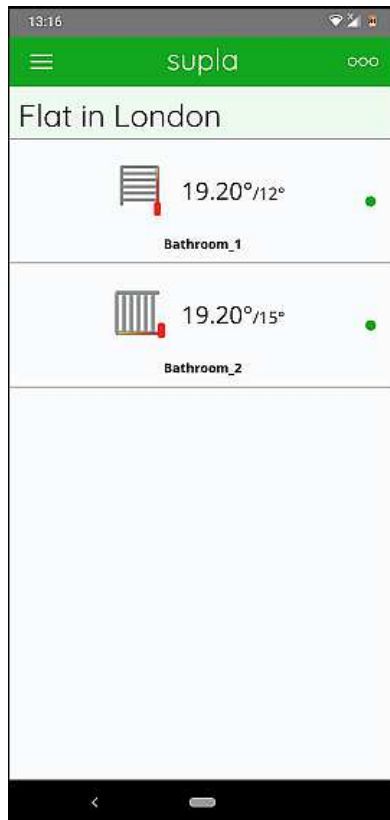 13:16
supla
Flat in London
19.20°/12°
Bathroom_1
19.20°/15°
Bathroom_2